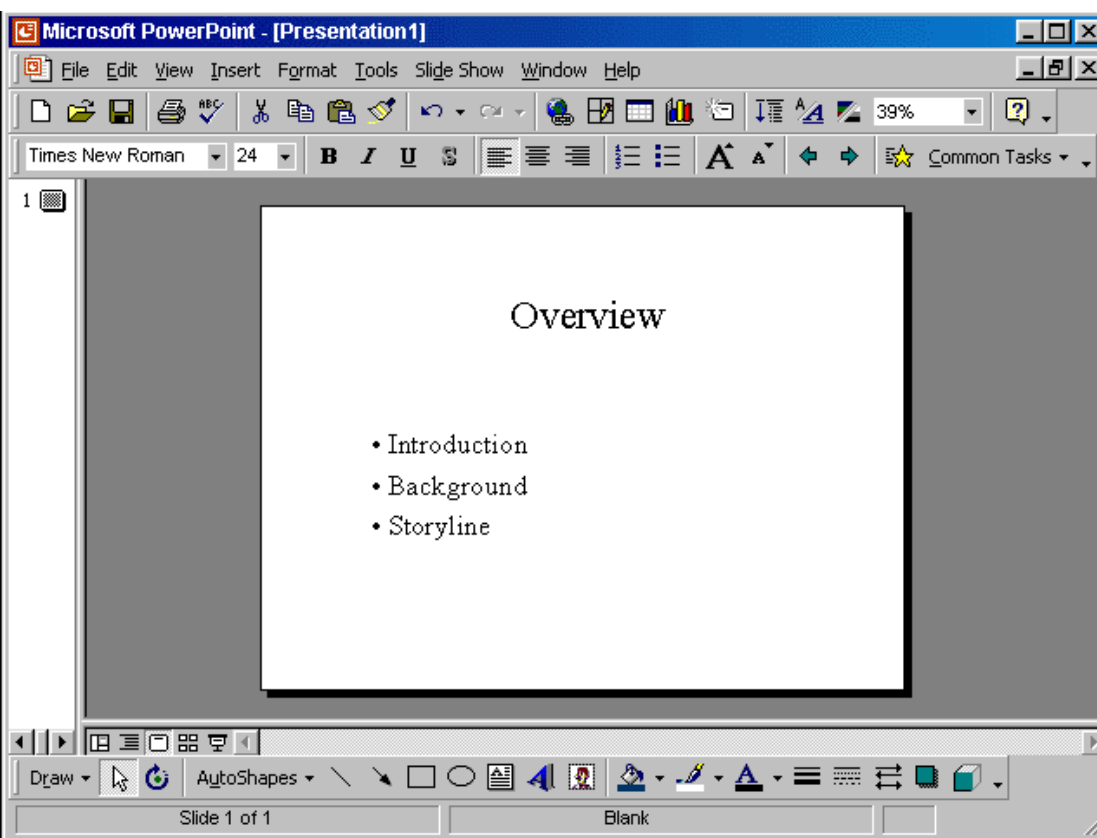 Microsoft PowerPoint - [Presentation1]
File Edit View Insert Format Tools Slide Show Window Help
ABC 39%
Times New Roman 24 B I U S A A Common Tasks
1
Overview
• Introduction
• Background
• Storyline
Draw AutoShapes A A
Slide 1 of 1 Blank